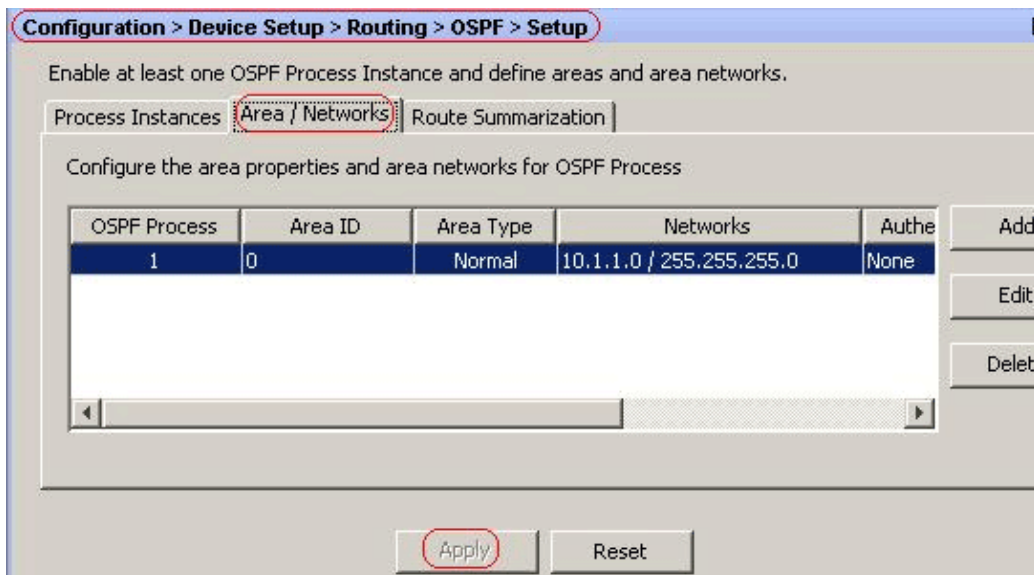 Configuration > Device Setup > Routing > OSPF > Setup
Enable at least one OSPF Process Instance and define areas and area networks.
Process Instances Area / Networks Route Summarization
Configure the area properties and area networks for OSPF Process
OSPF Process Area ID Area Type Networks Authe
1 0 Normal 10.1.1.0 / 255.255.255.0 None
Add
Edit
Delet
Apply Reset